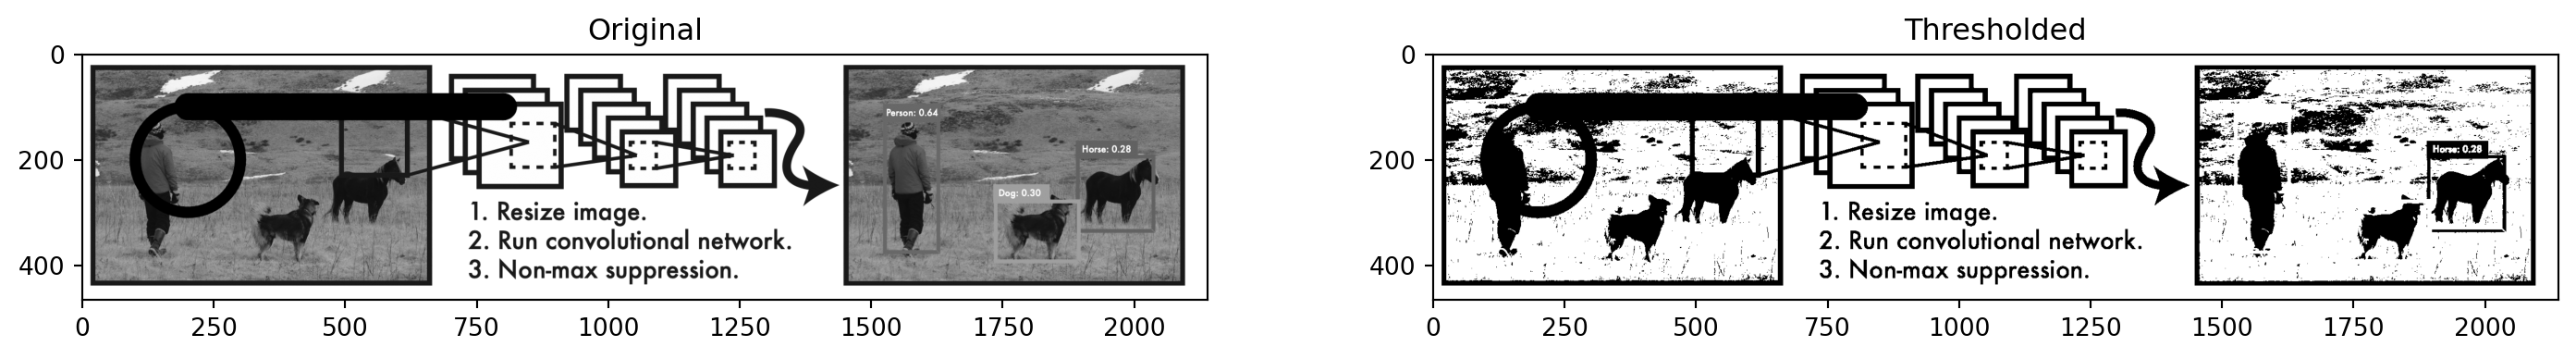 Original
Thresholded
0
200
400
Person: 0.64
Horse: 0.28
Dog: 0.30
1. Resize image.
2. Run convolutional network.
3. Non-max suppression.
0 250 500 750 1000 1250 1500 1750 2000
0
200
400
Horse: 0.28
1. Resize image.
2. Run convolutional network.
3. Non-max suppression.
0 250 500 750 1000 1250 1500 1750 2000